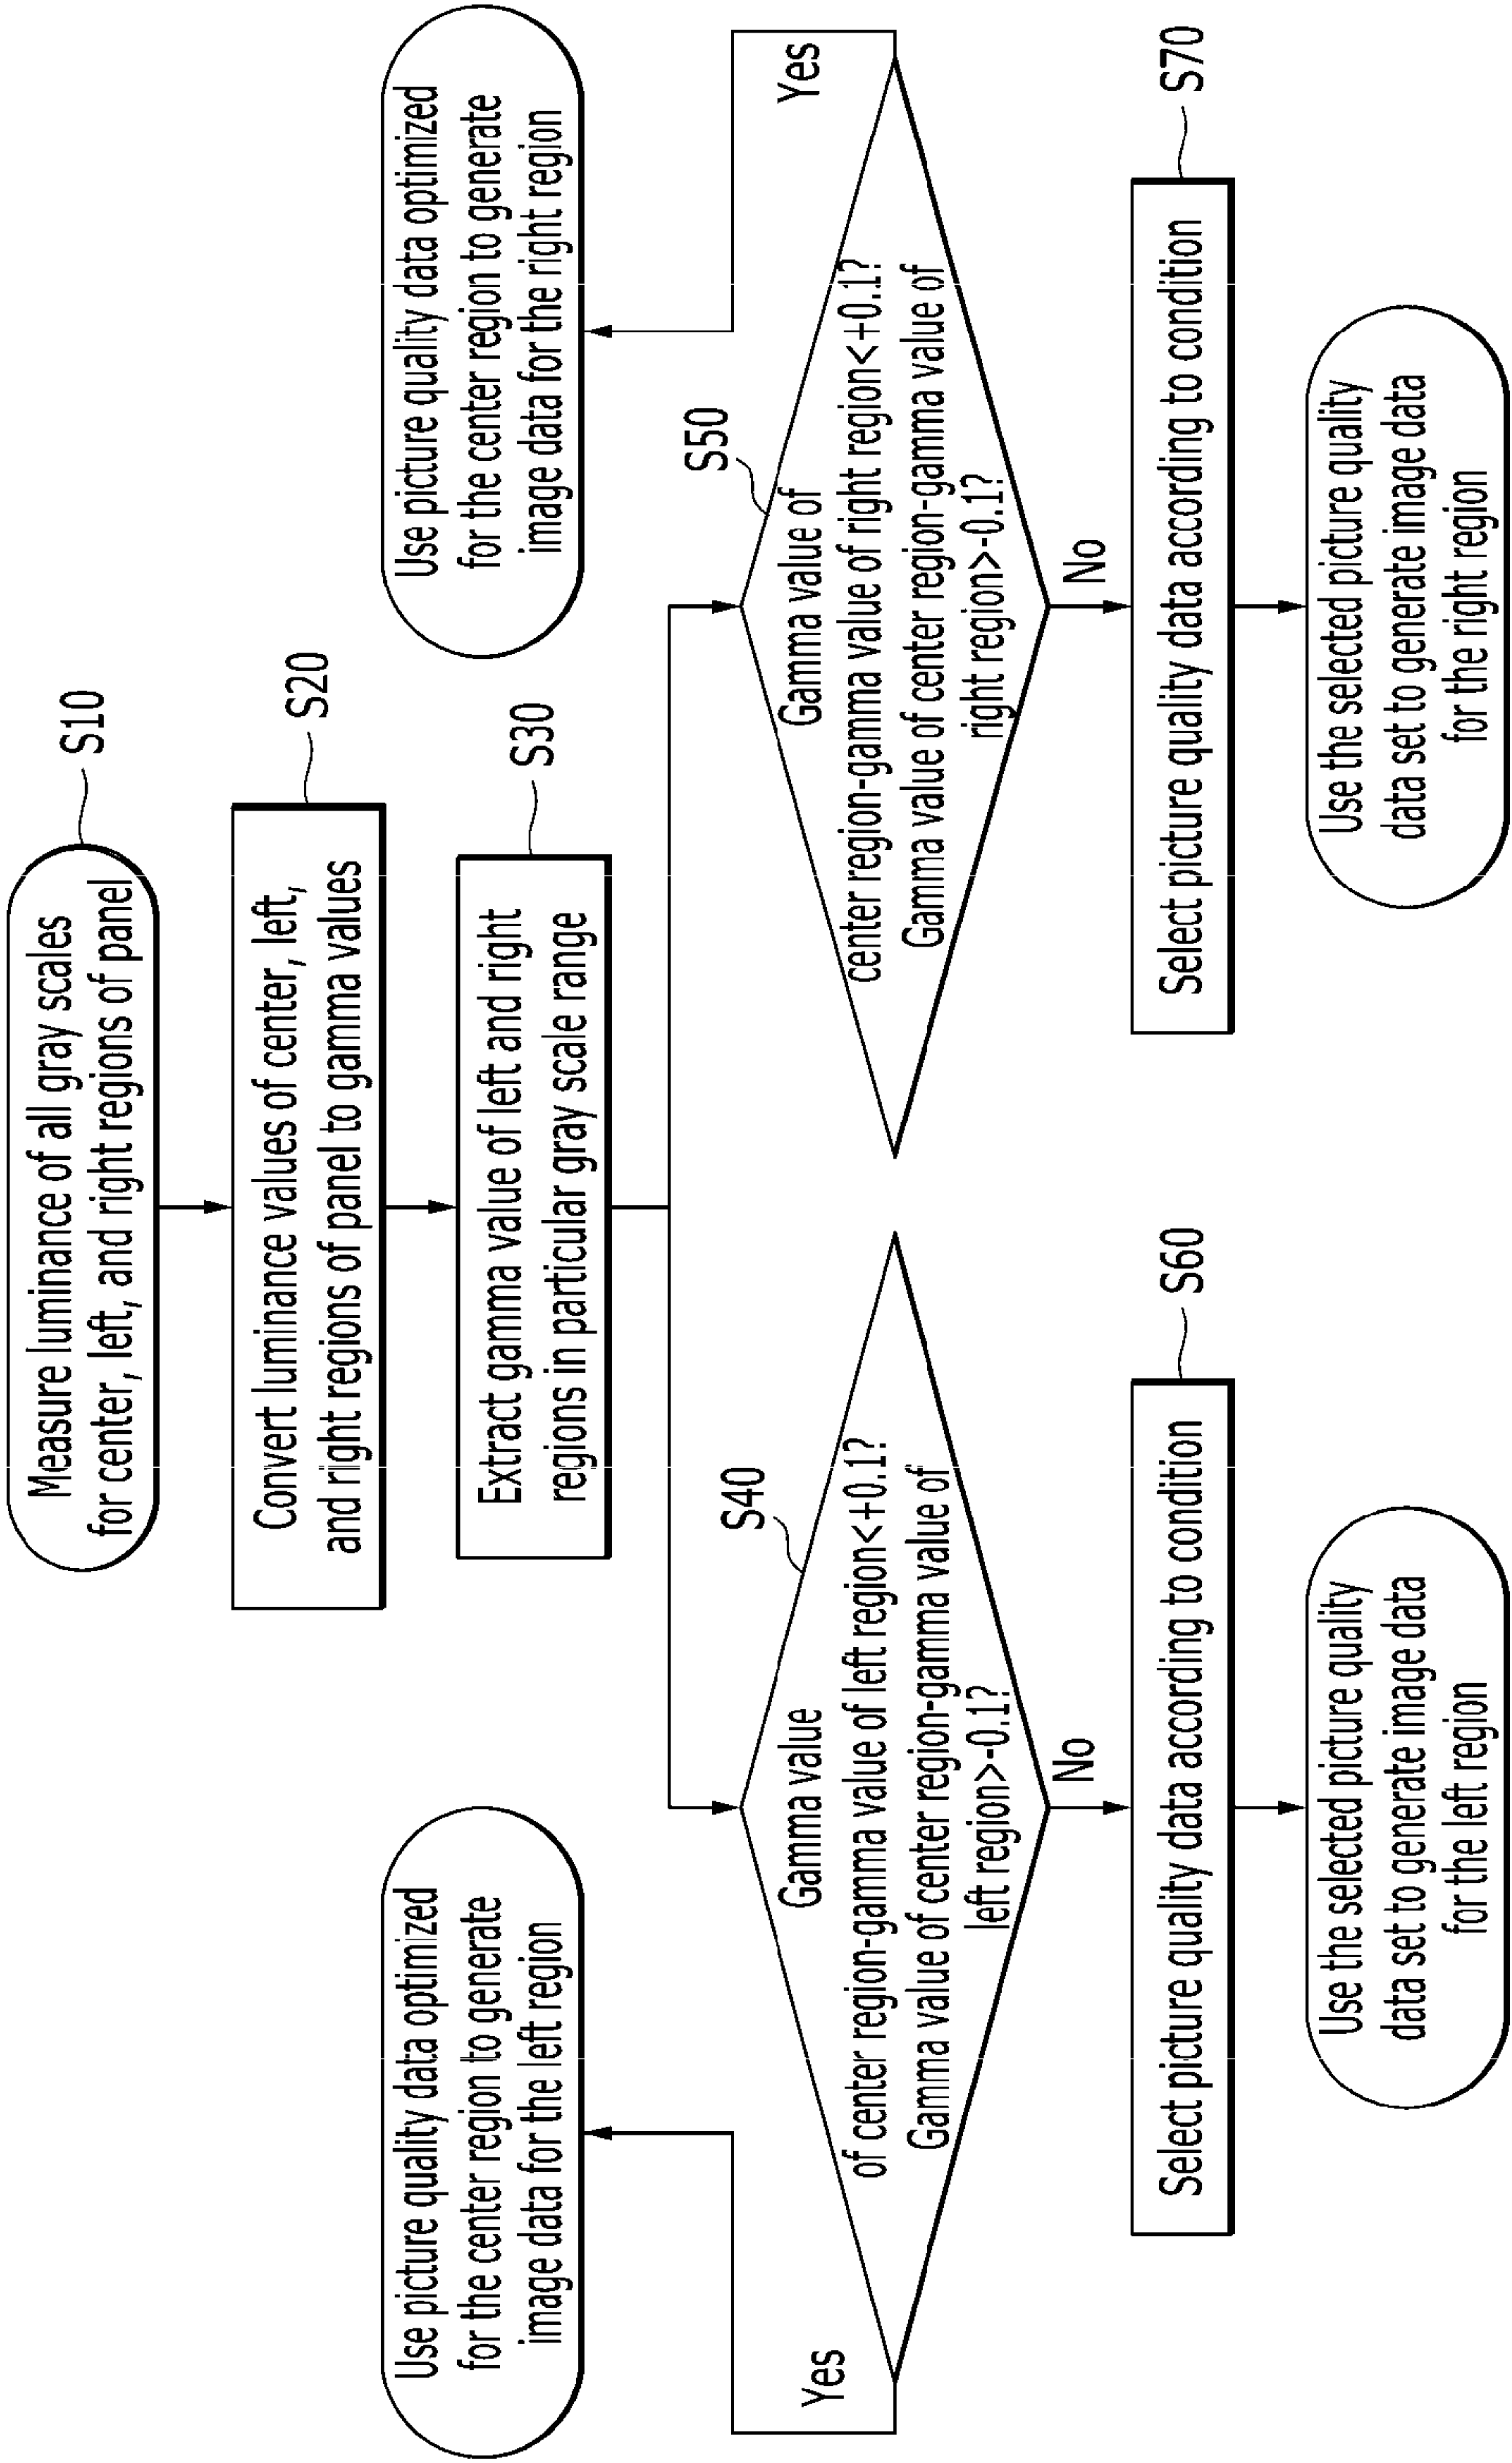 Measure luminance of all gray scales
for center, left, and right regions of panel
S10
Convert luminance values of center, left,
and right regions of panel to gamma values
S20
Extract gamma value of left and right
regions in particular gray scale range
S30
Use picture quality data optimized
for the center region to generate
image data for the left region
Use picture quality data optimized
for the center region to generate
image data for the right region
Yes
S40
Gamma value
of center region-gamma value of left region<+0.1?
Gamma value of center region-gamma value of
left region>-0.1?
No
S50
Yes
Gamma value of
center region-gamma value of right region<+0.1?
Gamma value of center region-gamma value of
right region>-0.1?
No
S60
Select picture quality data according to condition
S70
Select picture quality data according to condition
Use the selected picture quality
data set to generate image data
for the left region
Use the selected picture quality
data set to generate image data
for the right region